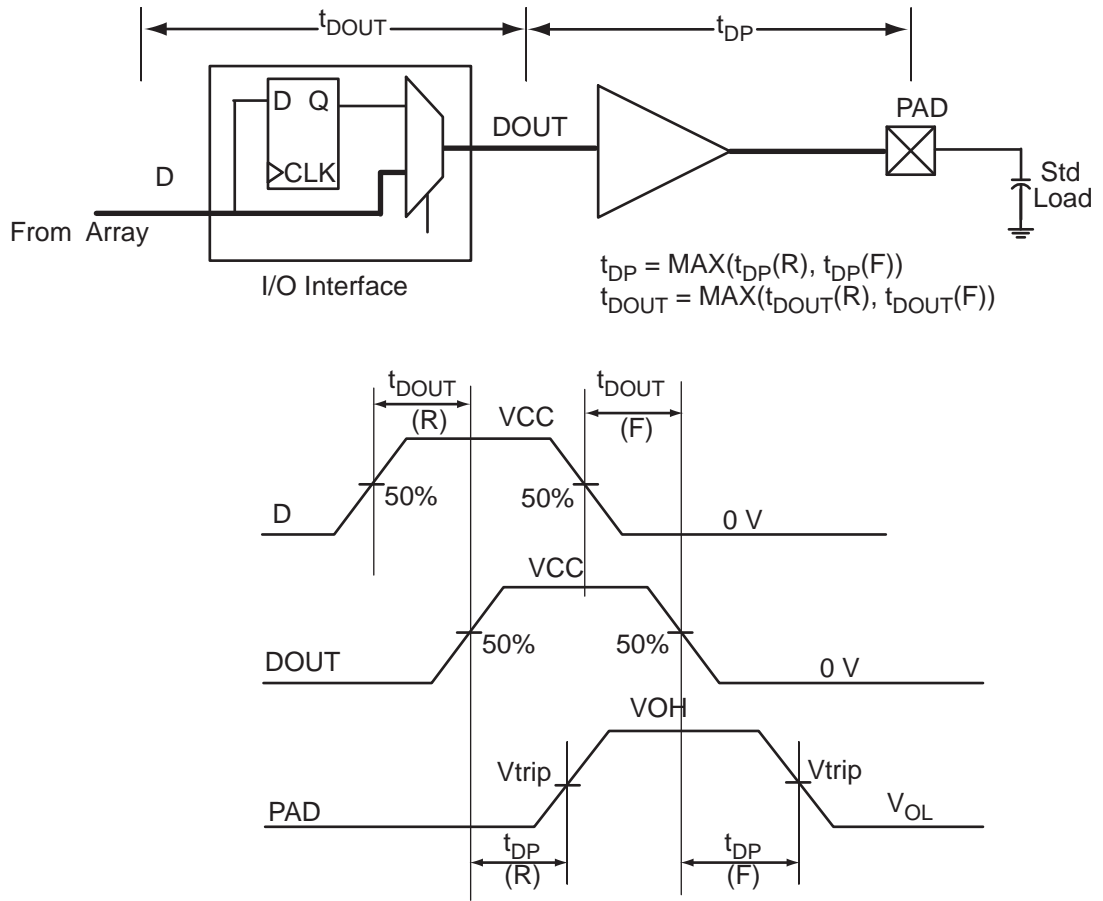 tDOUT
tDP
D Q
CLK
D
From Array
I/O Interface
DOUT
PAD
Std
Load
tDP = MAX(tDP(R), tDP(F))
tDOUT = MAX(tDOUT(R), tDOUT(F))
tDOUT
(R)
VCC
tDOUT
(F)
50%
50%
D
0 V
VCC
50%
50%
DOUT
0 V
VOH
Vtrip
Vtrip
PAD
VOL
tDP
(R)
tDP
(F)